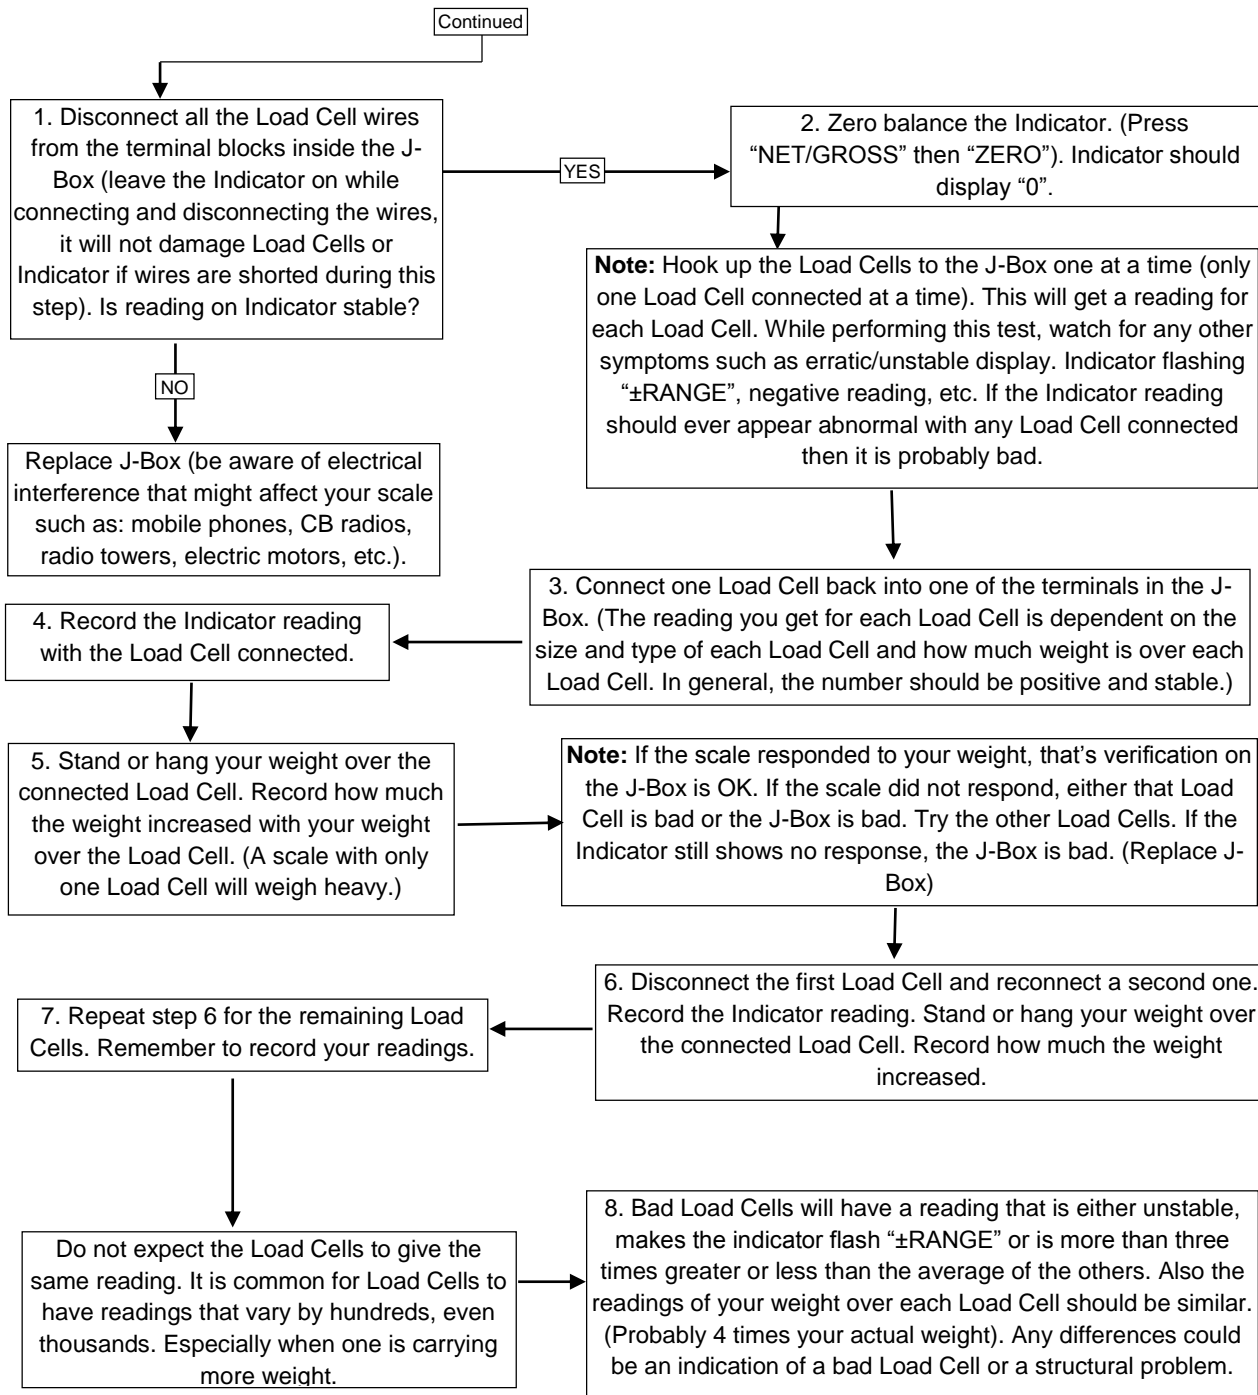 Continued
1. Disconnect all the Load Cell wires
from the terminal blocks inside the J-
Box (leave the Indicator on while
connecting and disconnecting the wires,
it will not damage Load Cells or
Indicator if wires are shorted during this
step). Is reading on Indicator stable?
YES
2. Zero balance the Indicator. (Press
“NET/GROSS” then “ZERO”). Indicator should
display “0”.
Note: Hook up the Load Cells to the J-Box one at a time (only
one Load Cell connected at a time). This will get a reading for
each Load Cell. While performing this test, watch for any other
symptoms such as erratic/unstable display. Indicator flashing
“±RANGE”, negative reading, etc. If the Indicator reading
should ever appear abnormal with any Load Cell connected
then it is probably bad.
NO
Replace J-Box (be aware of electrical
interference that might affect your scale
such as: mobile phones, CB radios,
radio towers, electric motors, etc.).
3. Connect one Load Cell back into one of the terminals in the J-
Box. (The reading you get for each Load Cell is dependent on the
size and type of each Load Cell and how much weight is over each
Load Cell. In general, the number should be positive and stable.)
4. Record the Indicator reading
with the Load Cell connected.
5. Stand or hang your weight over the
connected Load Cell. Record how much
the weight increased with your weight
over the Load Cell. (A scale with only
one Load Cell will weigh heavy.)
Note: If the scale responded to your weight, that’s verification on
the J-Box is OK. If the scale did not respond, either that Load
Cell is bad or the J-Box is bad. Try the other Load Cells. If the
Indicator still shows no response, the J-Box is bad. (Replace J-
Box)
6. Disconnect the first Load Cell and reconnect a second one.
Record the Indicator reading. Stand or hang your weight over
the connected Load Cell. Record how much the weight
increased.
7. Repeat step 6 for the remaining Load
Cells. Remember to record your readings.
Do not expect the Load Cells to give the
same reading. It is common for Load Cells to
have readings that vary by hundreds, even
thousands. Especially when one is carrying
more weight.
8. Bad Load Cells will have a reading that is either unstable,
makes the indicator flash “±RANGE” or is more than three
times greater or less than the average of the others. Also the
readings of your weight over each Load Cell should be similar.
(Probably 4 times your actual weight). Any differences could
be an indication of a bad Load Cell or a structural problem.